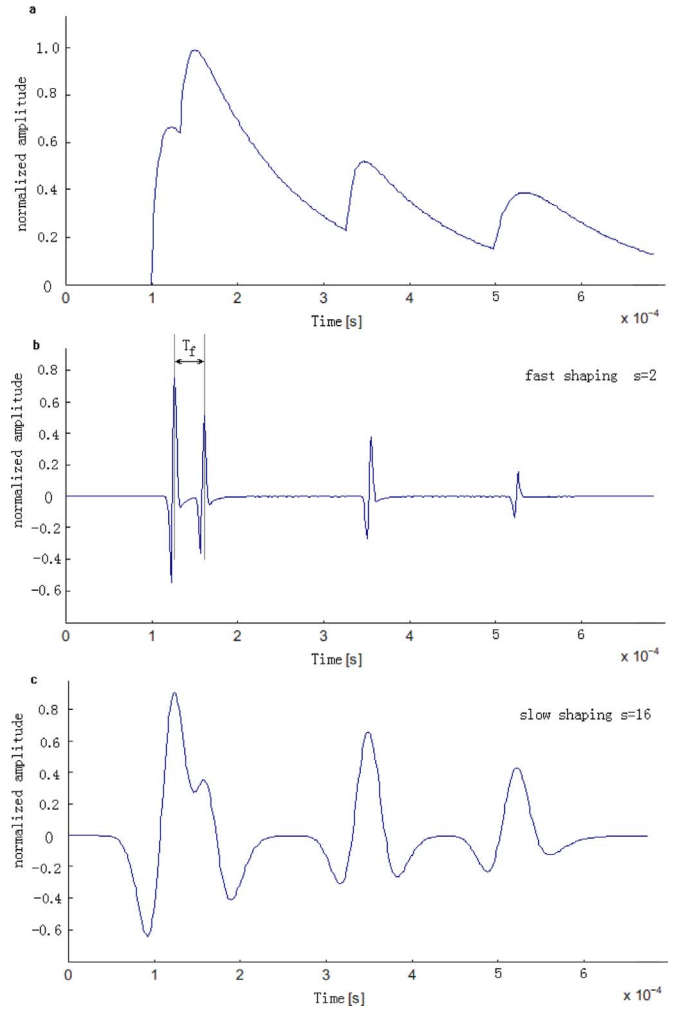 a
normalized amplitude
1.0
0.8
0.6
0.4
0.2
0
0 1 2 3 4 5 6
Time[s]
x 10⁻⁴
b
T_f
fast shaping s=2
normalized amplitude
0.8
0.6
0.4
0.2
0
−0.2
−0.4
−0.6
0 1 2 3 4 5 6
Time[s]
x 10⁻⁴
c
slow shaping s=16
normalized amplitude
0.8
0.6
0.4
0.2
0
−0.2
−0.4
−0.6
0 1 2 3 4 5 6
Time[s]
x 10⁻⁴